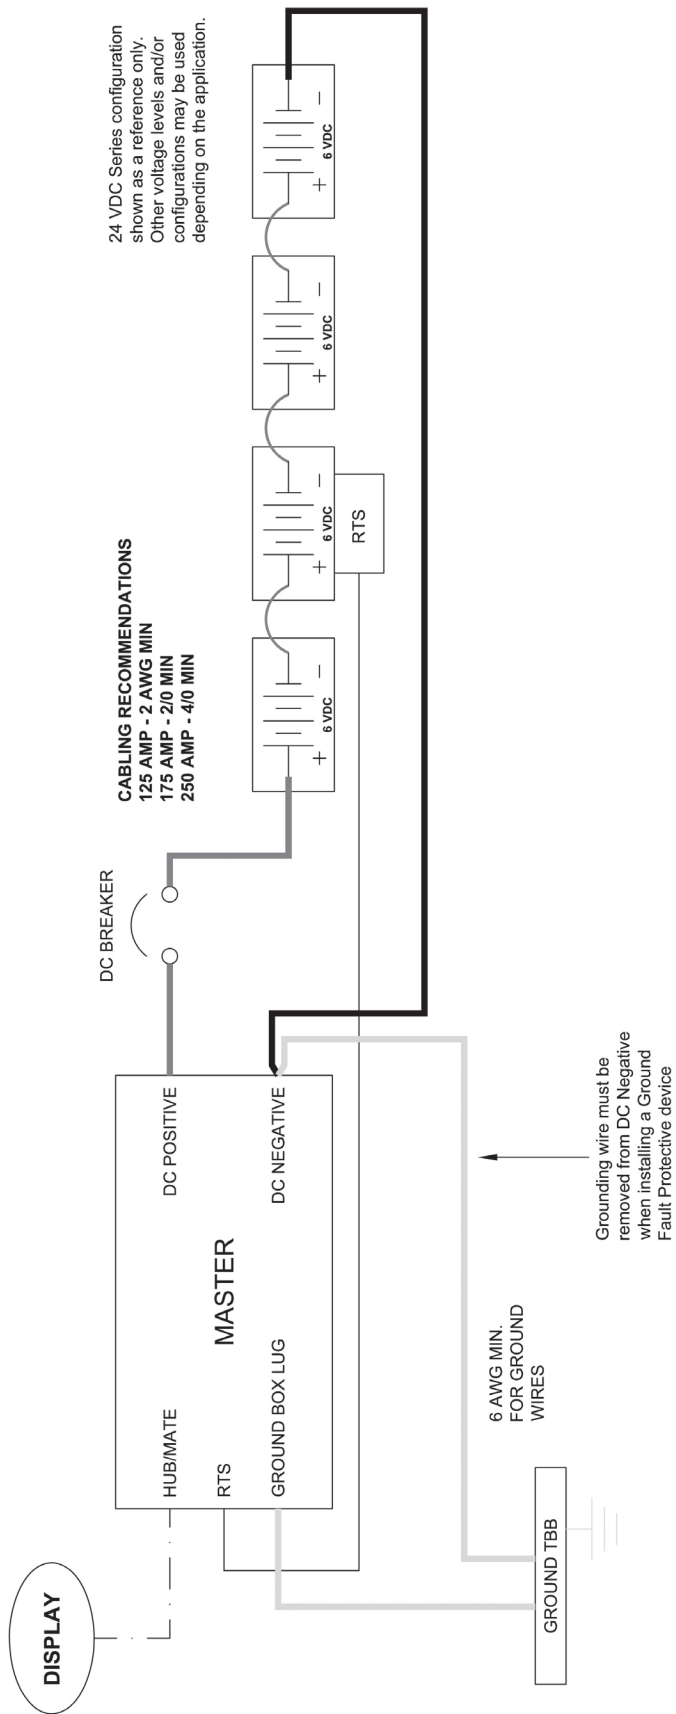 DISPLAY
HUB/MATE
RTS
GROUND BOX LUG
MASTER
DC POSITIVE
DC NEGATIVE
DC BREAKER
CABLING RECOMMENDATIONS
125 AMP - 2 AWG MIN
175 AMP - 2/0 MIN
250 AMP - 4/0 MIN
24 VDC Series configuration
shown as a reference only.
Other voltage levels and/or
configurations may be used
depending on the application.
+ 6 VDC –
+ 6 VDC –
+ 6 VDC –
+ 6 VDC –
RTS
GROUND TBB
6 AWG MIN.
FOR GROUND
WIRES
Grounding wire must be
removed from DC Negative
when installing a Ground
Fault Protective device